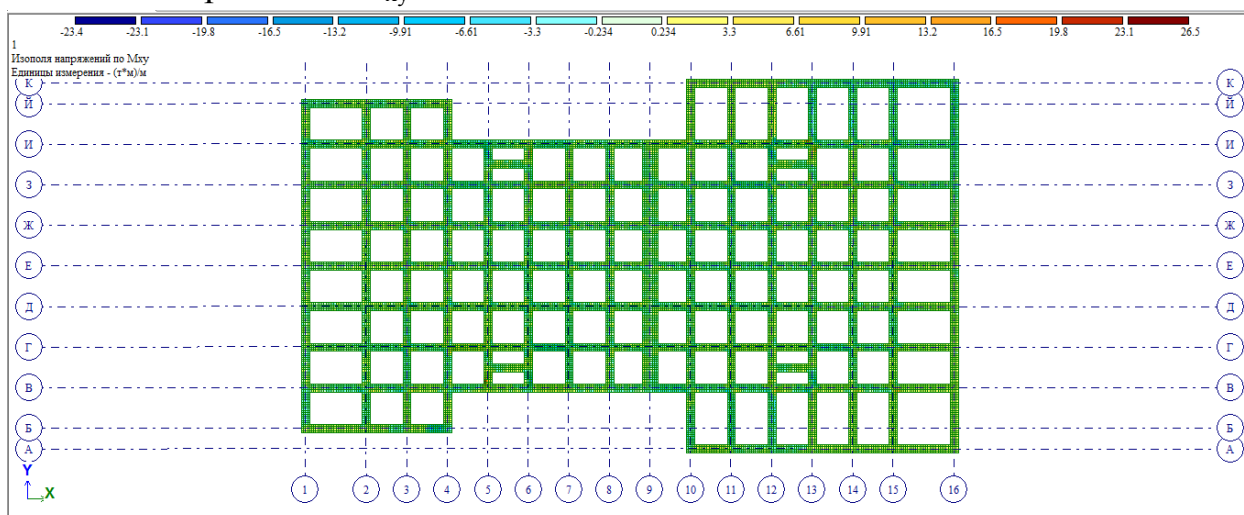 -23.4 -23.1 -19.8 -16.5 -13.2 -9.91 -6.61 -3.3 -0.234 0.234 3.3 6.61 9.91 13.2 16.5 19.8 23.1 26.5
1
Изополя напряжений по Mxy
Единицы измерения - (т*м)/м
К К
Й Й
И И
З З
Ж Ж
Е Е
Д Д
Г Г
В В
Б Б
А А
Y
X
1 2 3 4 5 6 7 8 9 10 11 12 13 14 15 16